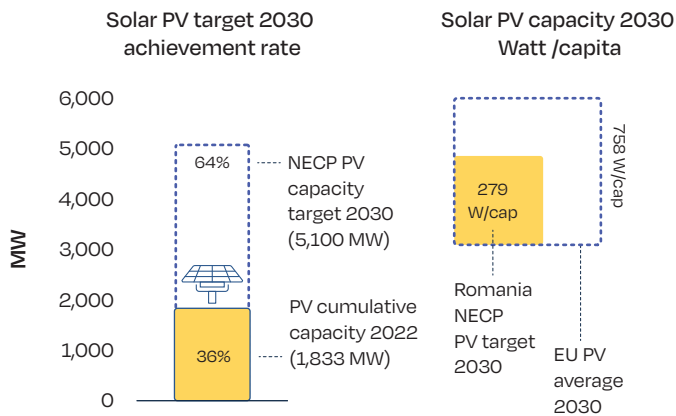 Solar PV target 2030
achievement rate
MW
6,000
5,000
4,000
3,000
2,000
1,000
0
64%
36%
NECP PV
capacity
target 2030
(5,100 MW)
PV cumulative
capacity 2022
(1,833 MW)
Solar PV capacity 2030
Watt /capita
758 W/cap
279
W/cap
Romania
NECP
PV target
2030
EU PV
average
2030